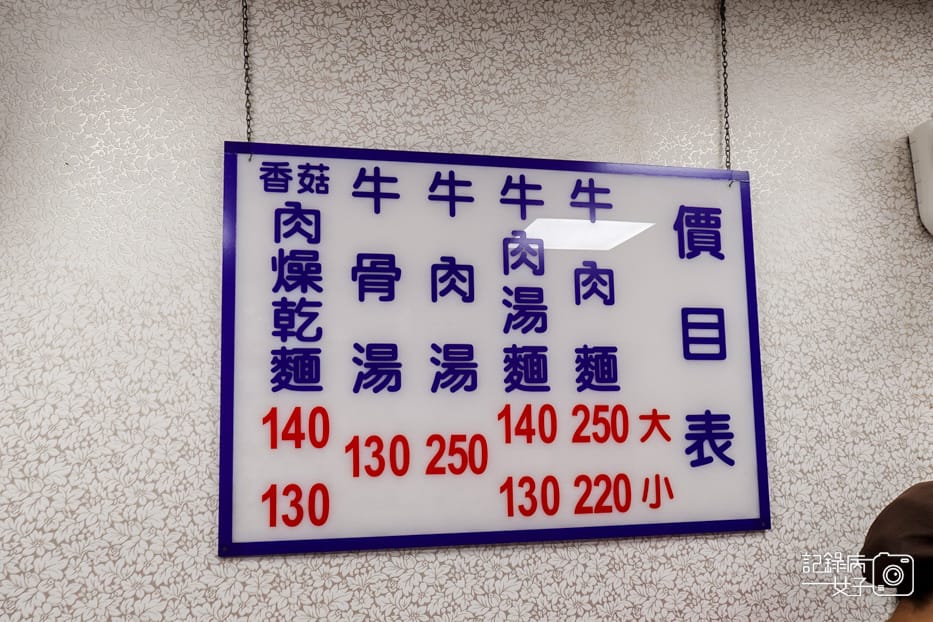 價目表
大
小
牛肉麵
250
220
牛肉湯麵
140
130
牛肉湯
250
牛骨湯
130
香菇
肉燥乾麵
140
130
記錄病
女子